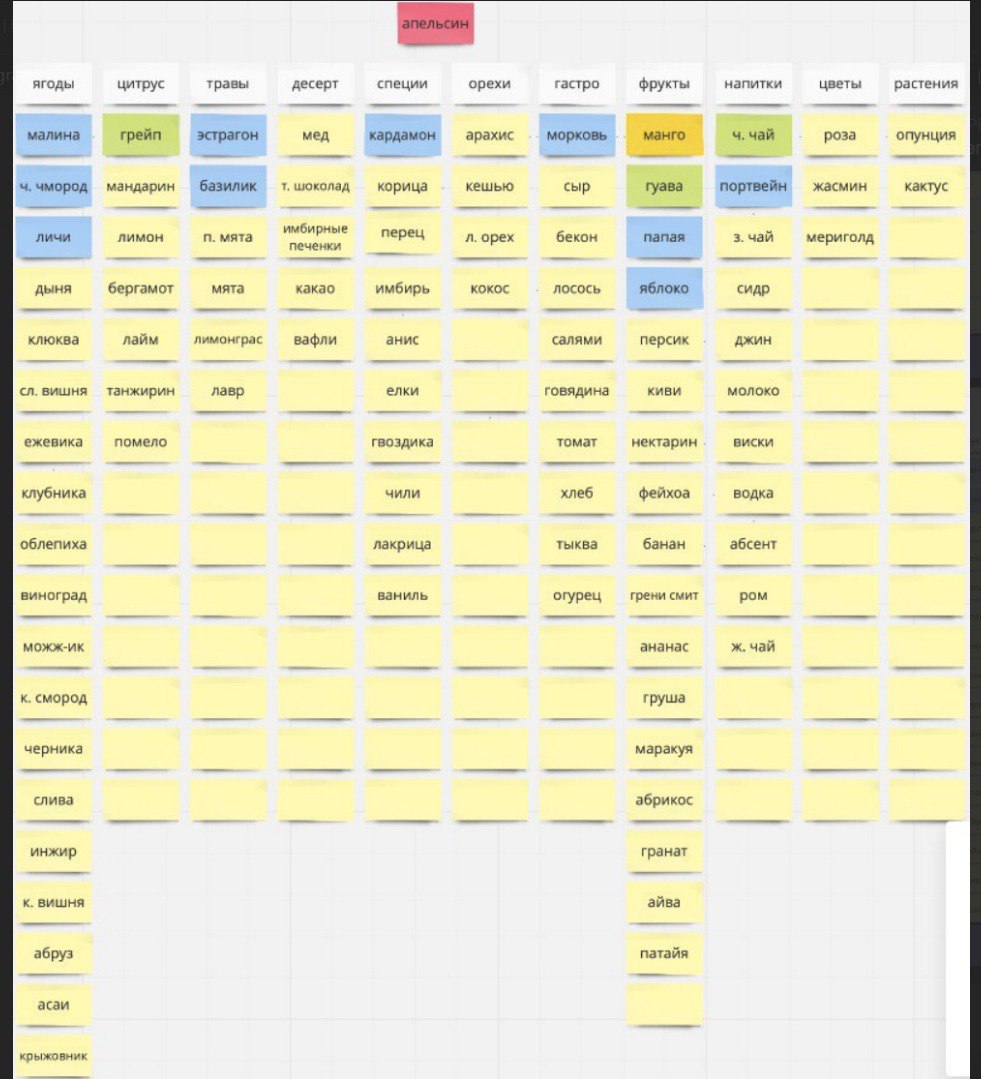 апельсин
ягоды цитрус травы десерт специи орехи гастро фрукты напитки цветы растения
малина грейп эстрагон мед кардамон арахис морковь манго ч. чай роза опунция
ч. чмород мандарин базилик т. шоколад корица кешью сыр гуава портвейн жасмин кактус
личи лимон п. мята имбирные печенки перец л. орех бекон папая з. чай мериголд
дыня бергамот мята какао имбирь кокос лосось яблоко сидр
клюква лайм лимонграс вафли анис салями персик джин
сл. вишня танжирин лавр елки говядина киви молоко
ежевика помело гвоздика томат нектарин виски
клубника чили хлеб фейхоа водка
облепиха лакрица тыква банан абсент
виноград ваниль огурец грени смит ром
можж-ик ананас ж. чай
к. смород груша
черника маракуя
слива абрикос
инжир гранат
к. вишня айва
абруз патайя
асаи
крыжовник